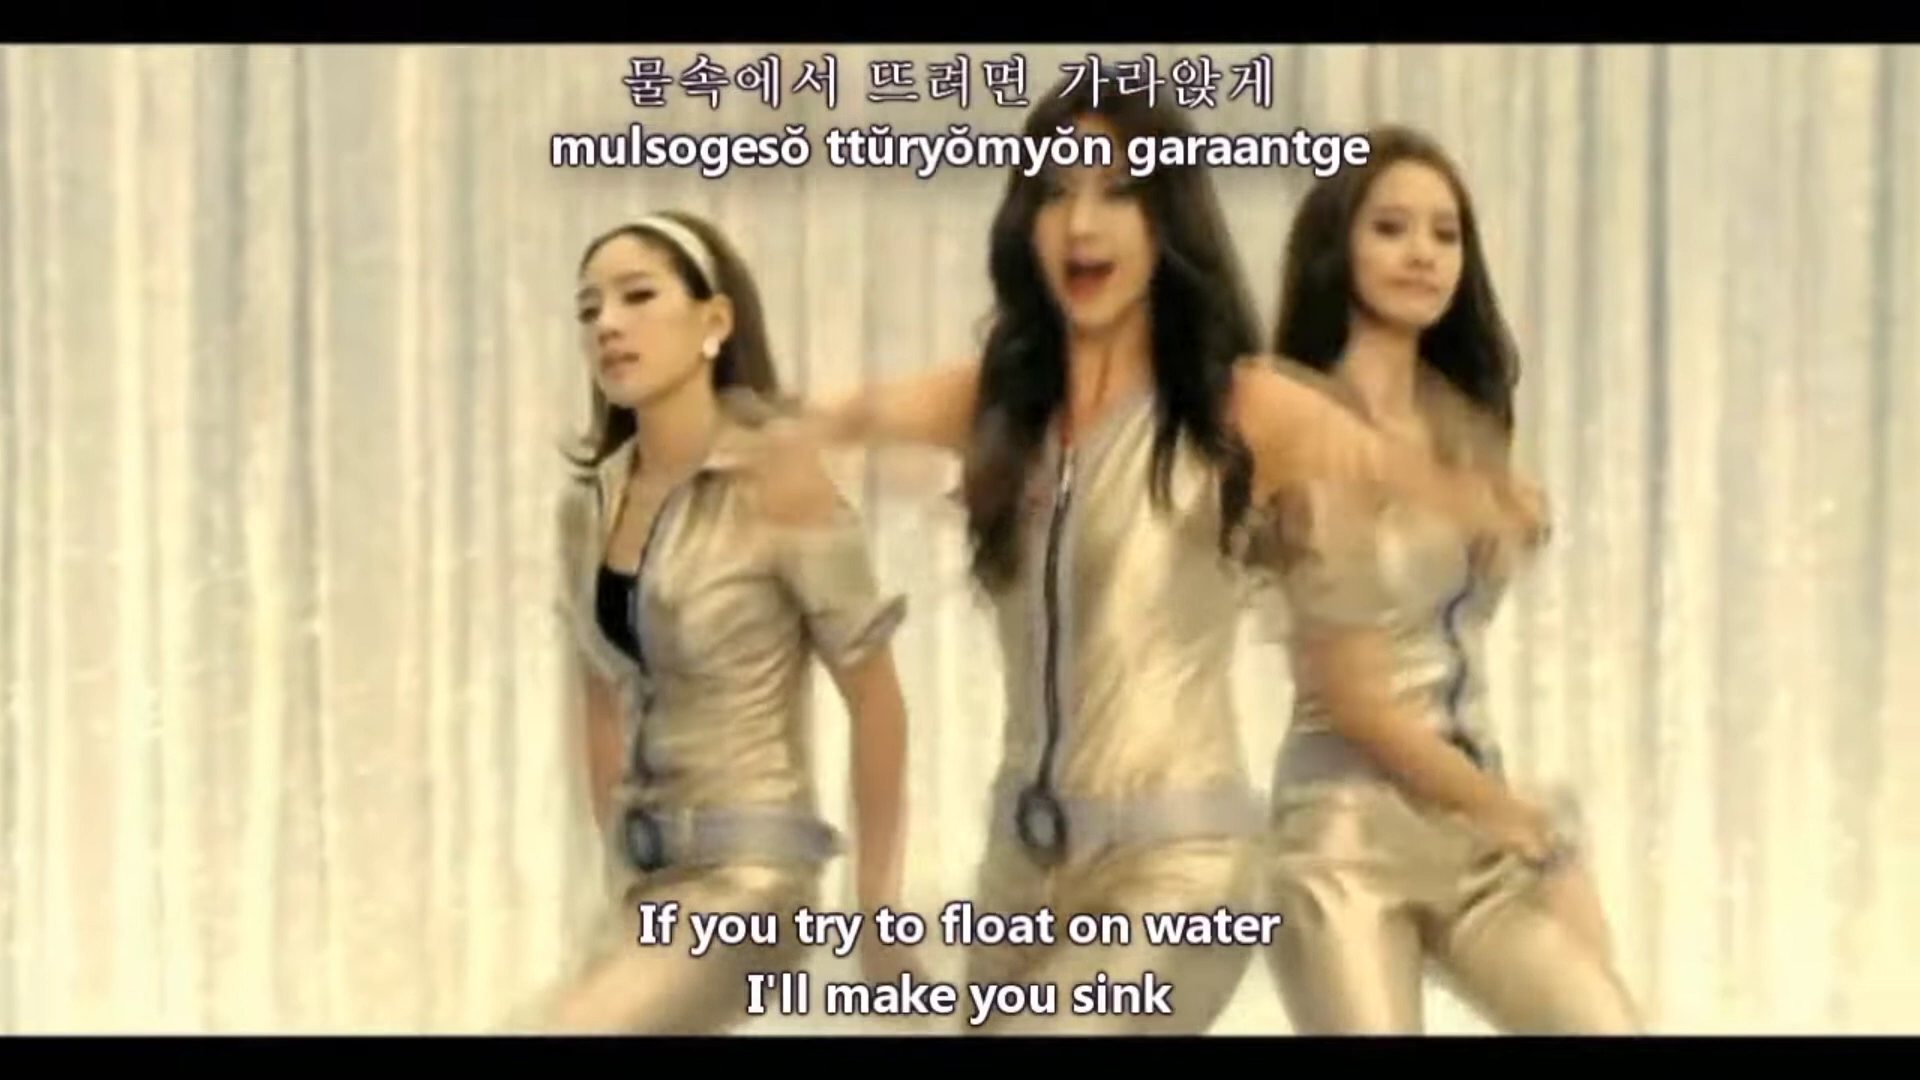 물속에서 뜨려면 가라앉게
mulsogesŏ ttŭryŏmyŏn garaantge
If you try to float on water
I'll make you sink